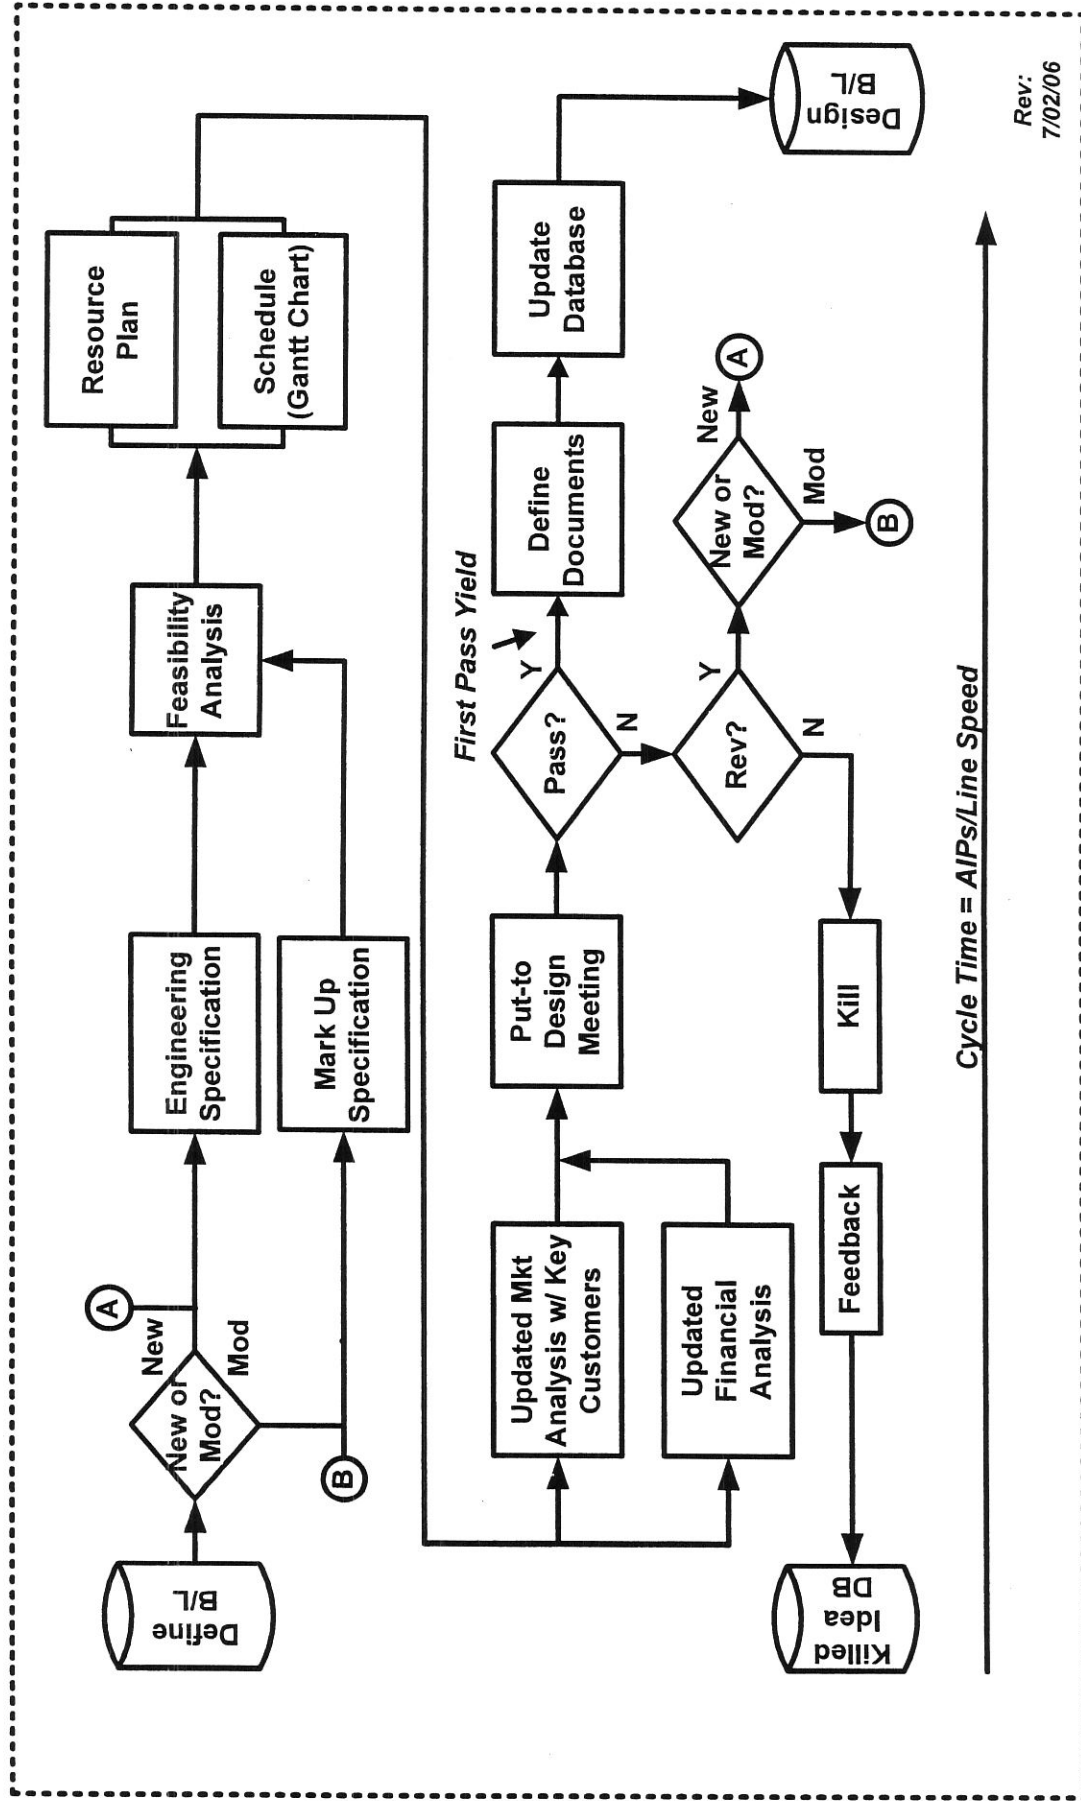 Define
B/L
New or
Mod?
New
Mod
A
B
Engineering
Specification
Mark Up
Specification
Feasibility
Analysis
Resource
Plan
Schedule
(Gantt Chart)
Updated Mkt
Analysis w/ Key
Customers
Updated
Financial
Analysis
Put-to
Design
Meeting
Pass?
Y
N
First Pass Yield
Define
Documents
Update
Database
Design
B/L
Rev?
Y
N
New or
Mod?
New
Mod
A
B
Kill
Feedback
Killed
Idea
DB
Cycle Time = AIPs/Line Speed
Rev:
7/02/06